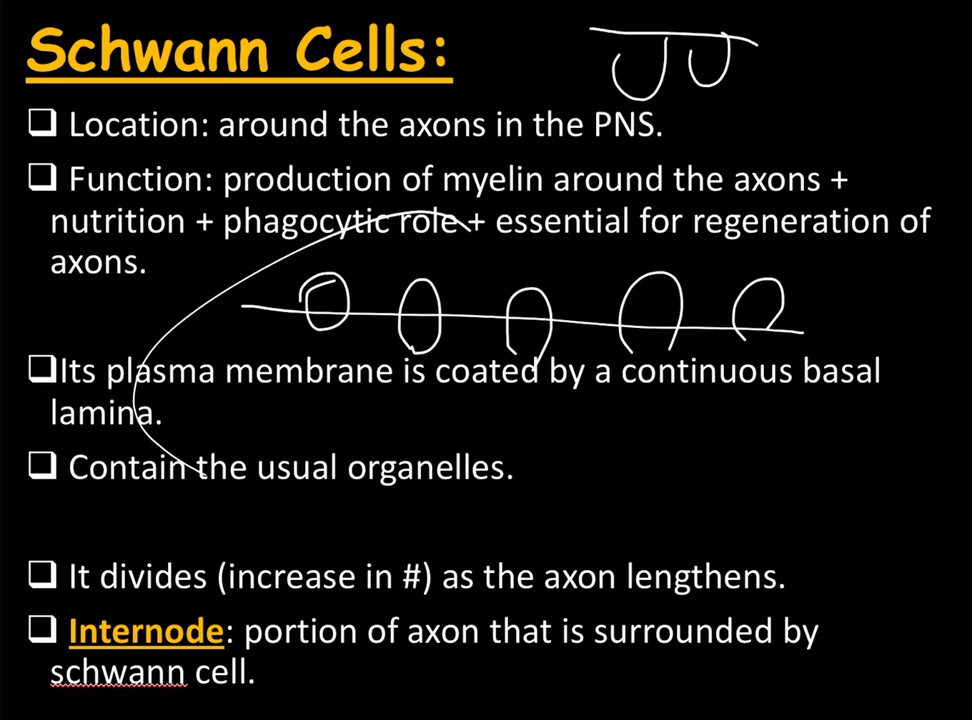 Schwann Cells:
Location: around the axons in the PNS.
Function: production of myelin around the axons +
nutrition + phagocytic role + essential for regeneration of
axons.
Its plasma membrane is coated by a continuous basal
lamina.
Contain the usual organelles.
It divides (increase in #) as the axon lengthens.
Internode: portion of axon that is surrounded by
schwann cell.